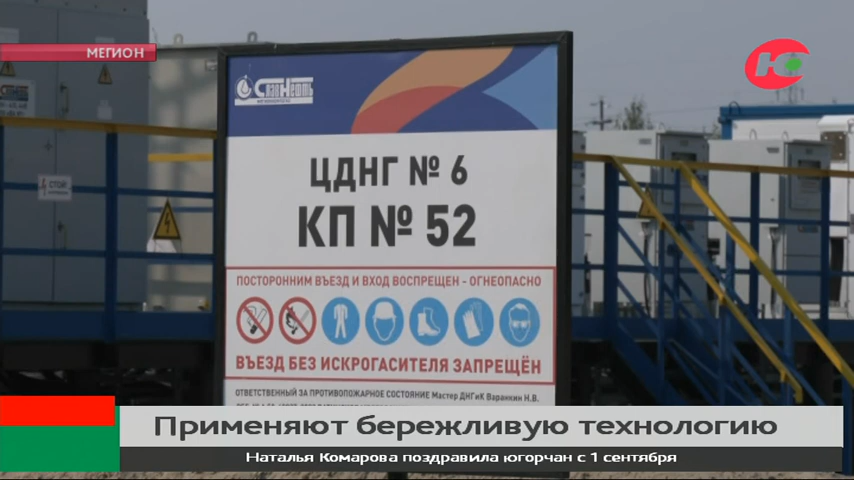 МЕГИОН
Ю
СлавНефть
СТОЙ
ЦДНГ № 6
КП № 52
ПОСТОРОННИМ ВЪЕЗД И ВХОД ВОСПРЕЩЕН - ОГНЕОПАСНО
ВЪЕЗД БЕЗ ИСКРОГАСИТЕЛЯ ЗАПРЕЩЁН
ОТВЕТСТВЕННЫЙ ЗА ПРОТИВОПОЖАРНОЕ СОСТОЯНИЕ Мастер ДНГиК Варанкин Н.В.
Применяют бережливую технологию
Наталья Комарова поздравила югорчан с 1 сентября